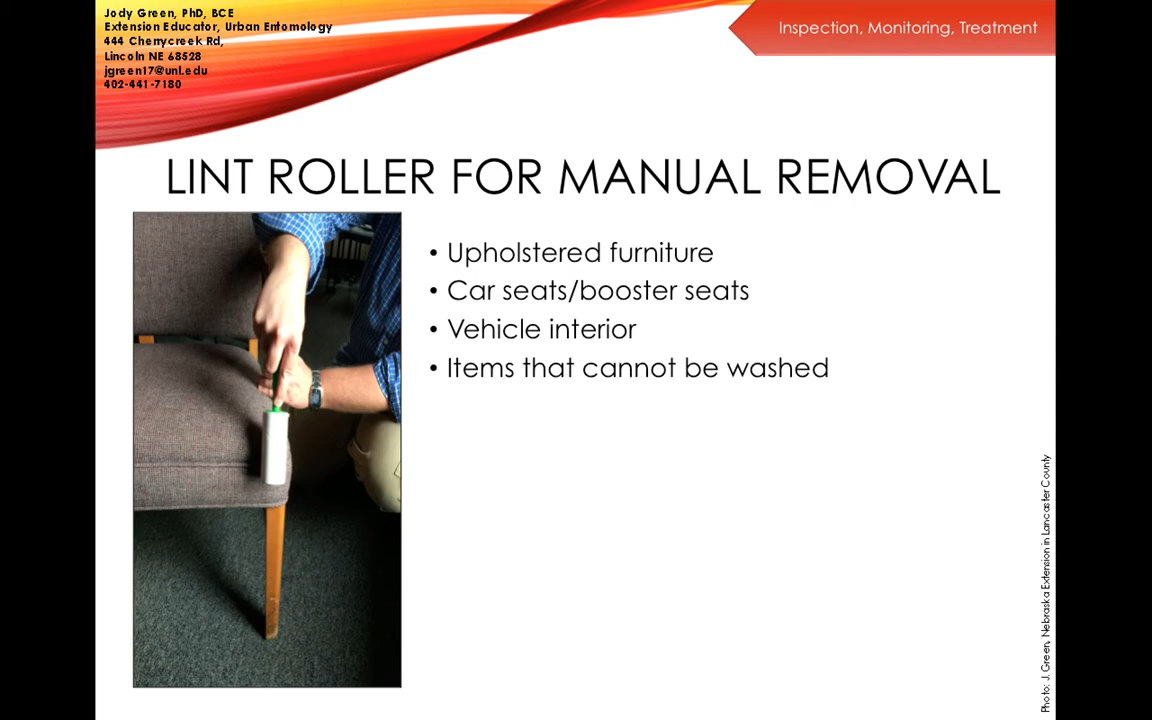 Jody Green, PhD, BCE
Extension Educator, Urban Entomology
444 Cherrycreek Rd,
Lincoln NE 68528
jgreen17@unl.edu
402-441-7180
Inspection, Monitoring, Treatment
LINT ROLLER FOR MANUAL REMOVAL
• Upholstered furniture
• Car seats/booster seats
• Vehicle interior
• Items that cannot be washed
Photo: J. Green, Nebraska Extension in Lancaster County